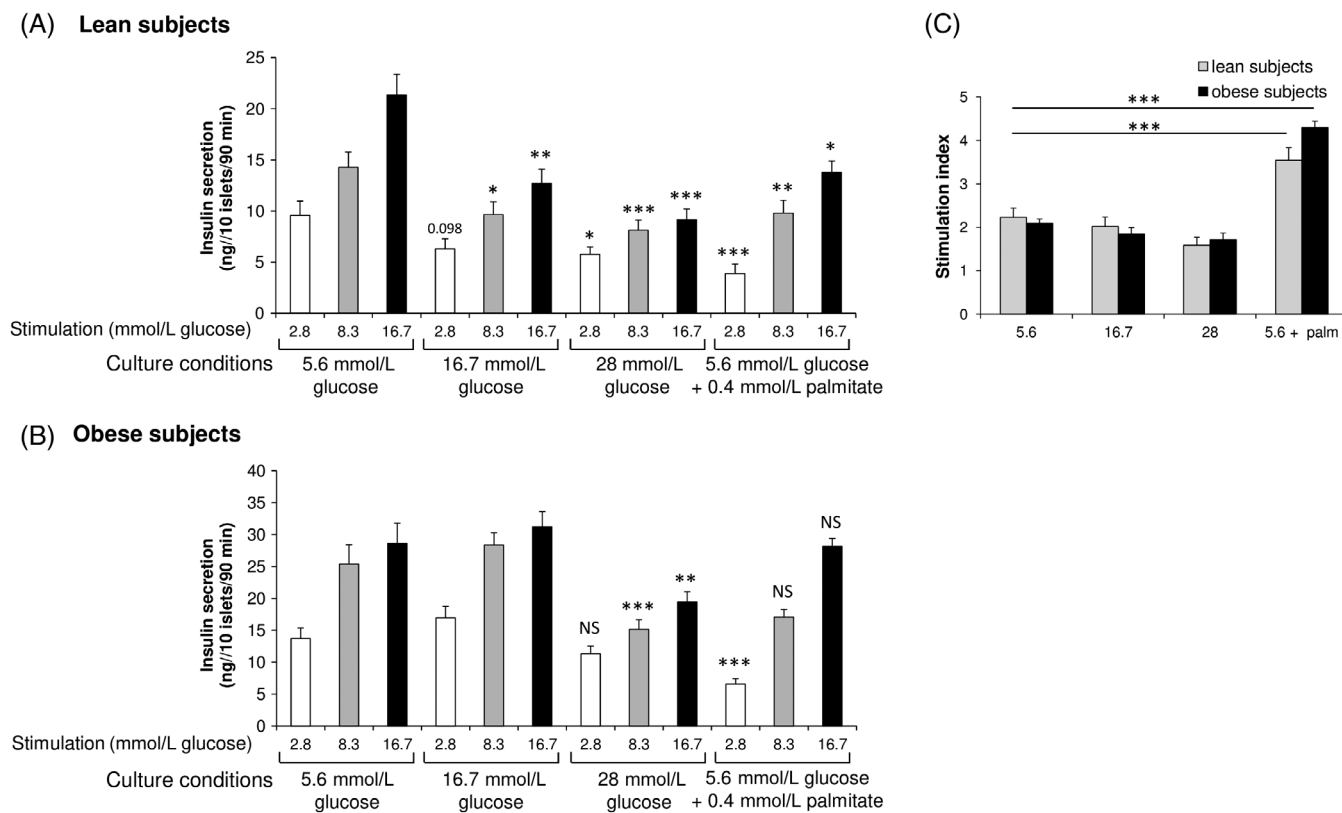 (A) Lean subjects
Insulin secretion
(ng//10 islets/90 min)
25
20
15
10
5
0
0.098
*
**
*
***
***
***
**
*
Stimulation (mmol/L glucose) 2.8 8.3 16.7 2.8 8.3 16.7 2.8 8.3 16.7 2.8 8.3 16.7
Culture conditions 5.6 mmol/L 16.7 mmol/L 28 mmol/L 5.6 mmol/L glucose
glucose glucose glucose + 0.4 mmol/L palmitate
(B) Obese subjects
Insulin secretion
(ng//10 islets/90 min)
40
35
30
25
20
15
10
5
0
NS
***
**
***
NS
NS
Stimulation (mmol/L glucose) 2.8 8.3 16.7 2.8 8.3 16.7 2.8 8.3 16.7 2.8 8.3 16.7
Culture conditions 5.6 mmol/L 16.7 mmol/L 28 mmol/L 5.6 mmol/L glucose
glucose glucose glucose + 0.4 mmol/L palmitate
(C)
lean subjects
obese subjects
***
***
Stimulation index
5
4
3
2
1
0
5.6 16.7 28 5.6 + palm